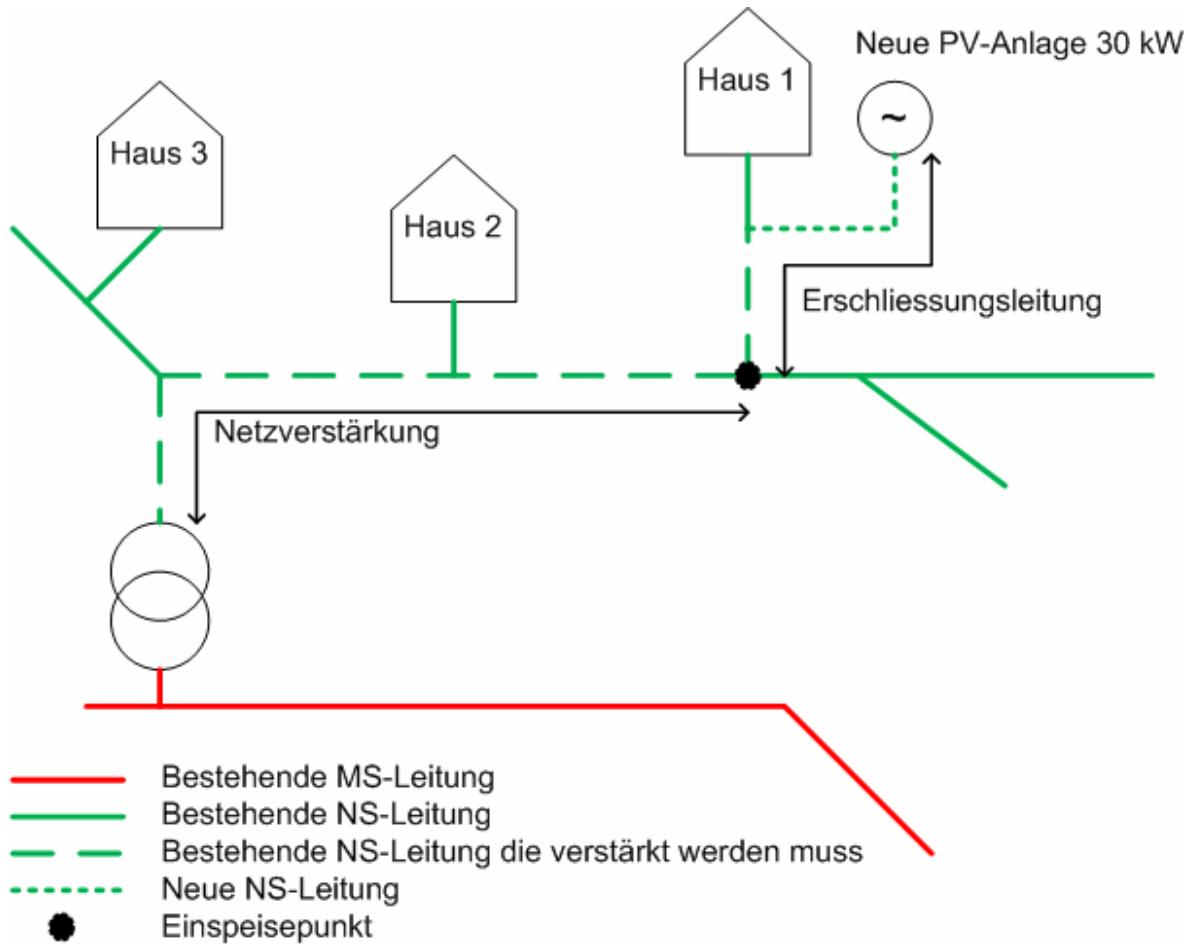 Neue PV-Anlage 30 kW
Haus 1
~
Haus 3
Haus 2
Erschliessungsleitung
Netzverstärkung
Bestehende MS-Leitung
Bestehende NS-Leitung
Bestehende NS-Leitung die verstärkt werden muss
Neue NS-Leitung
Einspeisepunkt